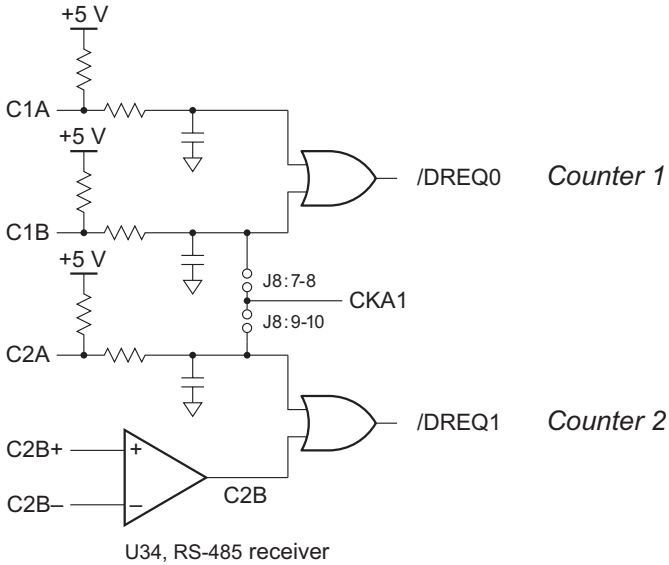 +5 V
C1A
+5 V
/DREQ0 Counter 1
C1B
+5 V
J8:7-8
CKA1
J8:9-10
C2A
/DREQ1 Counter 2
C2B+ +
C2B
C2B– –
U34, RS-485 receiver